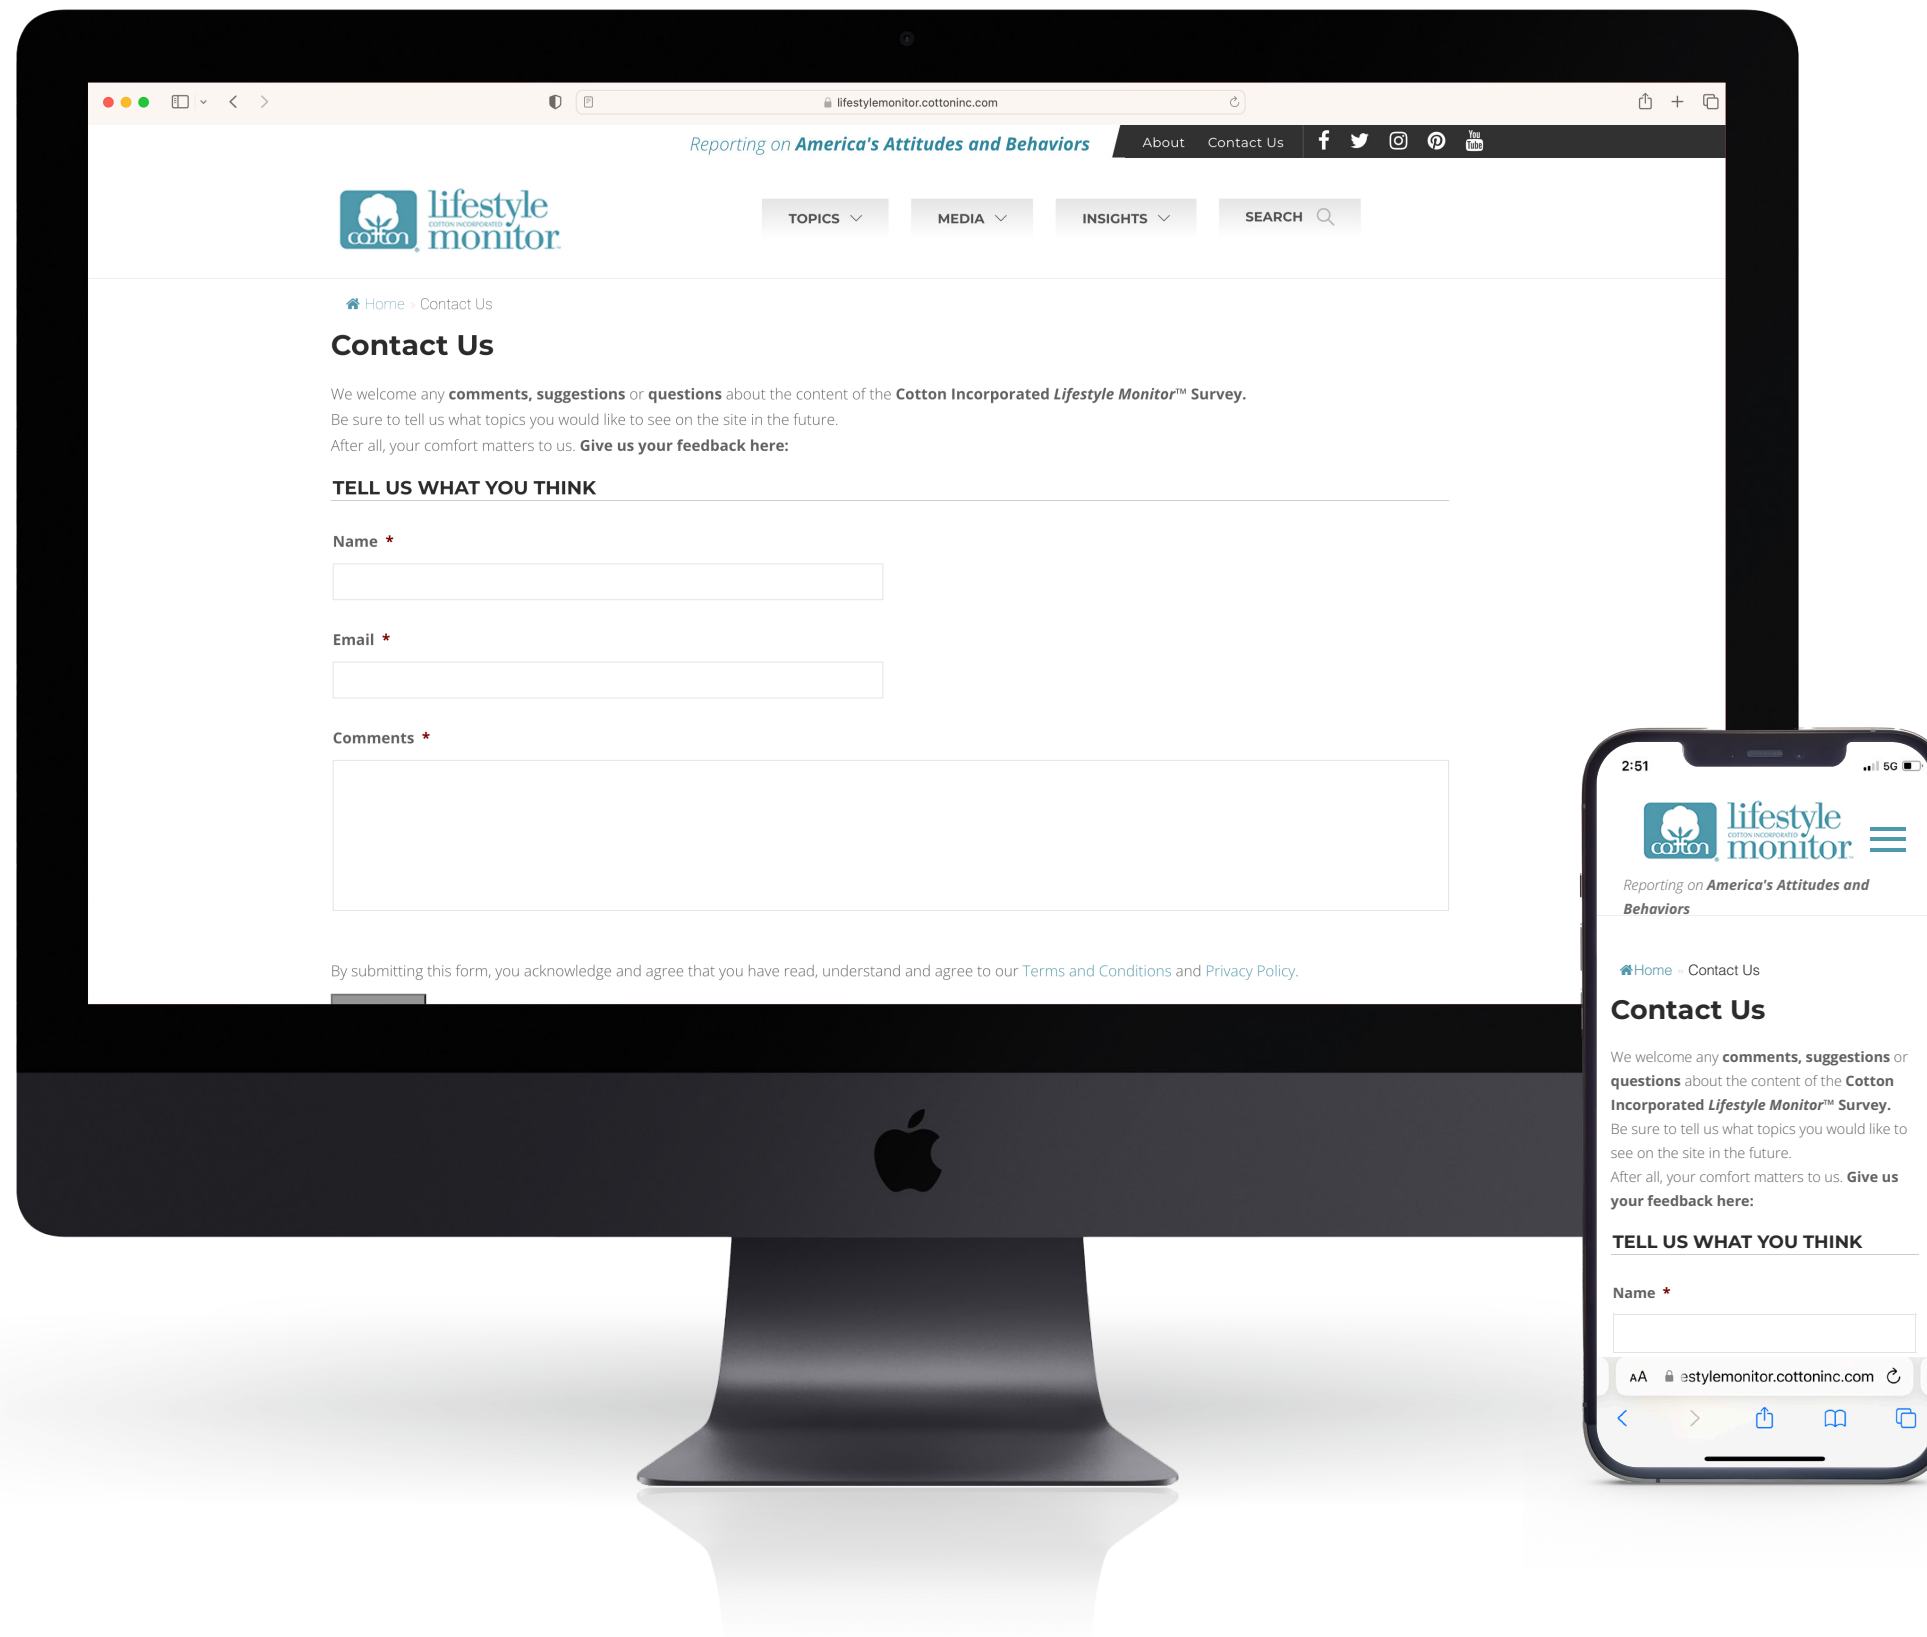 lifestylemonitor.cottoninc.com
Reporting on America's Attitudes and Behaviors
About Contact Us
You Tube
cotton
lifestyle
COTTON INCORPORATED
monitor
TOPICS MEDIA INSIGHTS SEARCH
Home » Contact Us
Contact Us
We welcome any comments, suggestions or questions about the content of the Cotton Incorporated Lifestyle Monitor™ Survey.
Be sure to tell us what topics you would like to see on the site in the future.
After all, your comfort matters to us. Give us your feedback here:
TELL US WHAT YOU THINK
Name *
Email *
Comments *
By submitting this form, you acknowledge and agree that you have read, understand and agree to our Terms and Conditions and Privacy Policy.
2:51 5G
cotton
lifestyle
COTTON INCORPORATED
monitor
Reporting on America's Attitudes and
Behaviors
Home » Contact Us
Contact Us
We welcome any comments, suggestions or
questions about the content of the Cotton
Incorporated Lifestyle Monitor™ Survey.
Be sure to tell us what topics you would like to
see on the site in the future.
After all, your comfort matters to us. Give us
your feedback here:
TELL US WHAT YOU THINK
Name *
AA estylemonitor.cottoninc.com